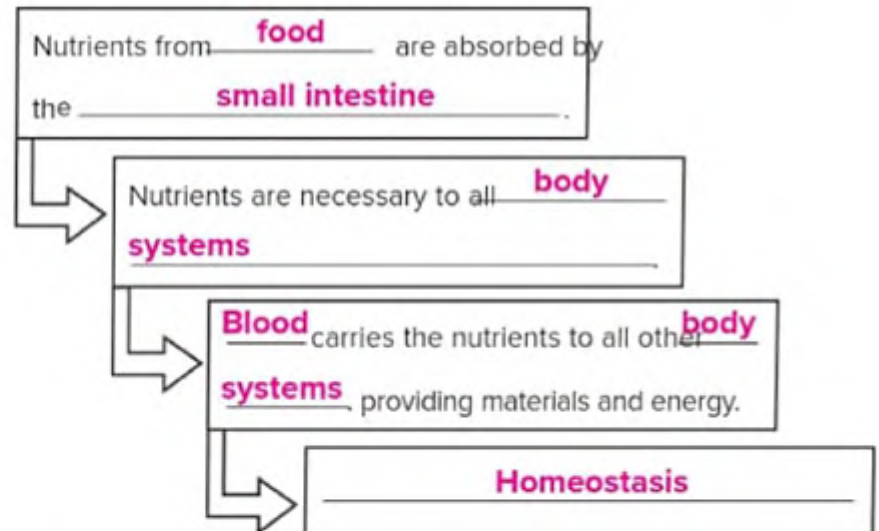 Nutrients from food are absorbed by
the small intestine .
Nutrients are necessary to all body
systems .
Blood carries the nutrients to all other body
systems , providing materials and energy.
Homeostasis